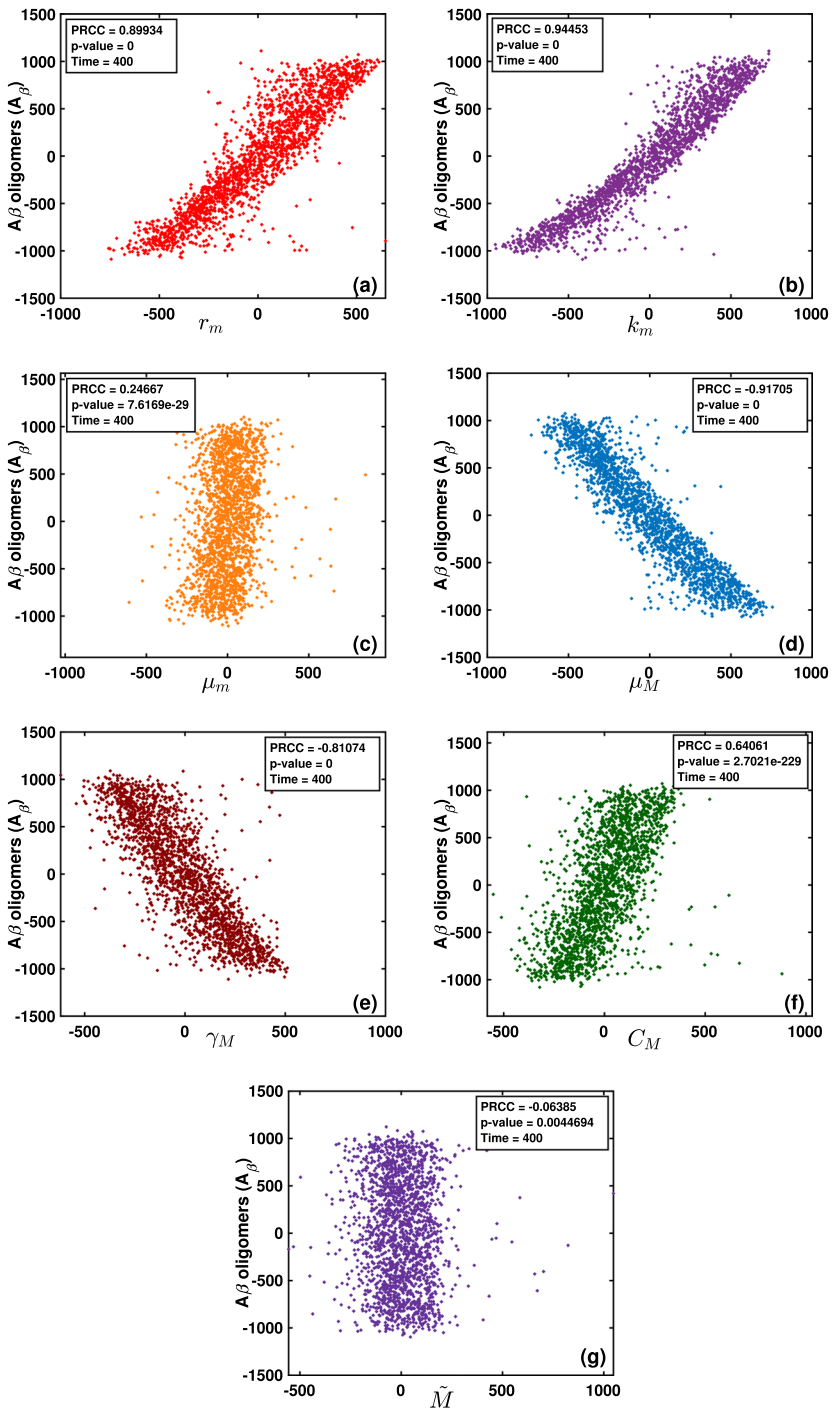 PRCC = 0.89934
p-value = 0
Time = 400
Aβ oligomers (Aβ)
1500
1000
500
0
-500
-1000
-1500
(a)
-1000 -500 0 500
r_m
PRCC = 0.94453
p-value = 0
Time = 400
Aβ oligomers (Aβ)
1500
1000
500
0
-500
-1000
-1500
(b)
-1000 -500 0 500 1000
k_m
PRCC = 0.24667
p-value = 7.6169e-29
Time = 400
Aβ oligomers (Aβ)
1500
1000
500
0
-500
-1000
(c)
-1000 -500 0 500
μ_m
PRCC = -0.91705
p-value = 0
Time = 400
Aβ oligomers (Aβ)
1500
1000
500
0
-500
-1000
-1500
(d)
-1000 -500 0 500 1000
μ_M
PRCC = -0.81074
p-value = 0
Time = 400
Aβ oligomers (Aβ)
1500
1000
500
0
-500
-1000
-1500
(e)
-500 0 500 1000
γ_M
PRCC = 0.64061
p-value = 2.7021e-229
Time = 400
Aβ oligomers (Aβ)
1500
1000
500
0
-500
-1000
(f)
-500 0 500 1000
C_M
PRCC = -0.06385
p-value = 0.0044694
Time = 400
Aβ oligomers (Aβ)
1500
1000
500
0
-500
-1000
-1500
(g)
-500 0 500 1000
M̃